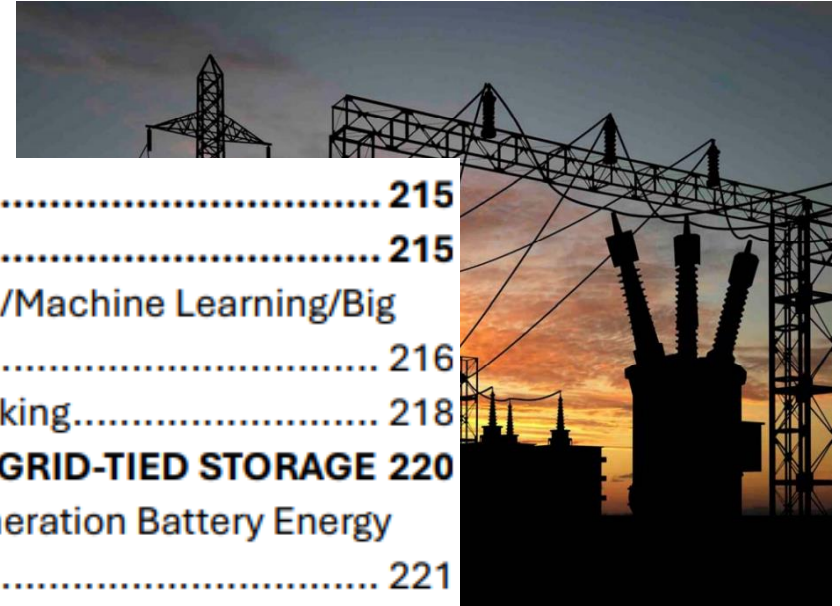 ............................... 215
............................... 215
/Machine Learning/Big
............................... 216
king......................... 218
GRID-TIED STORAGE 220
neration Battery Energy
............................... 221